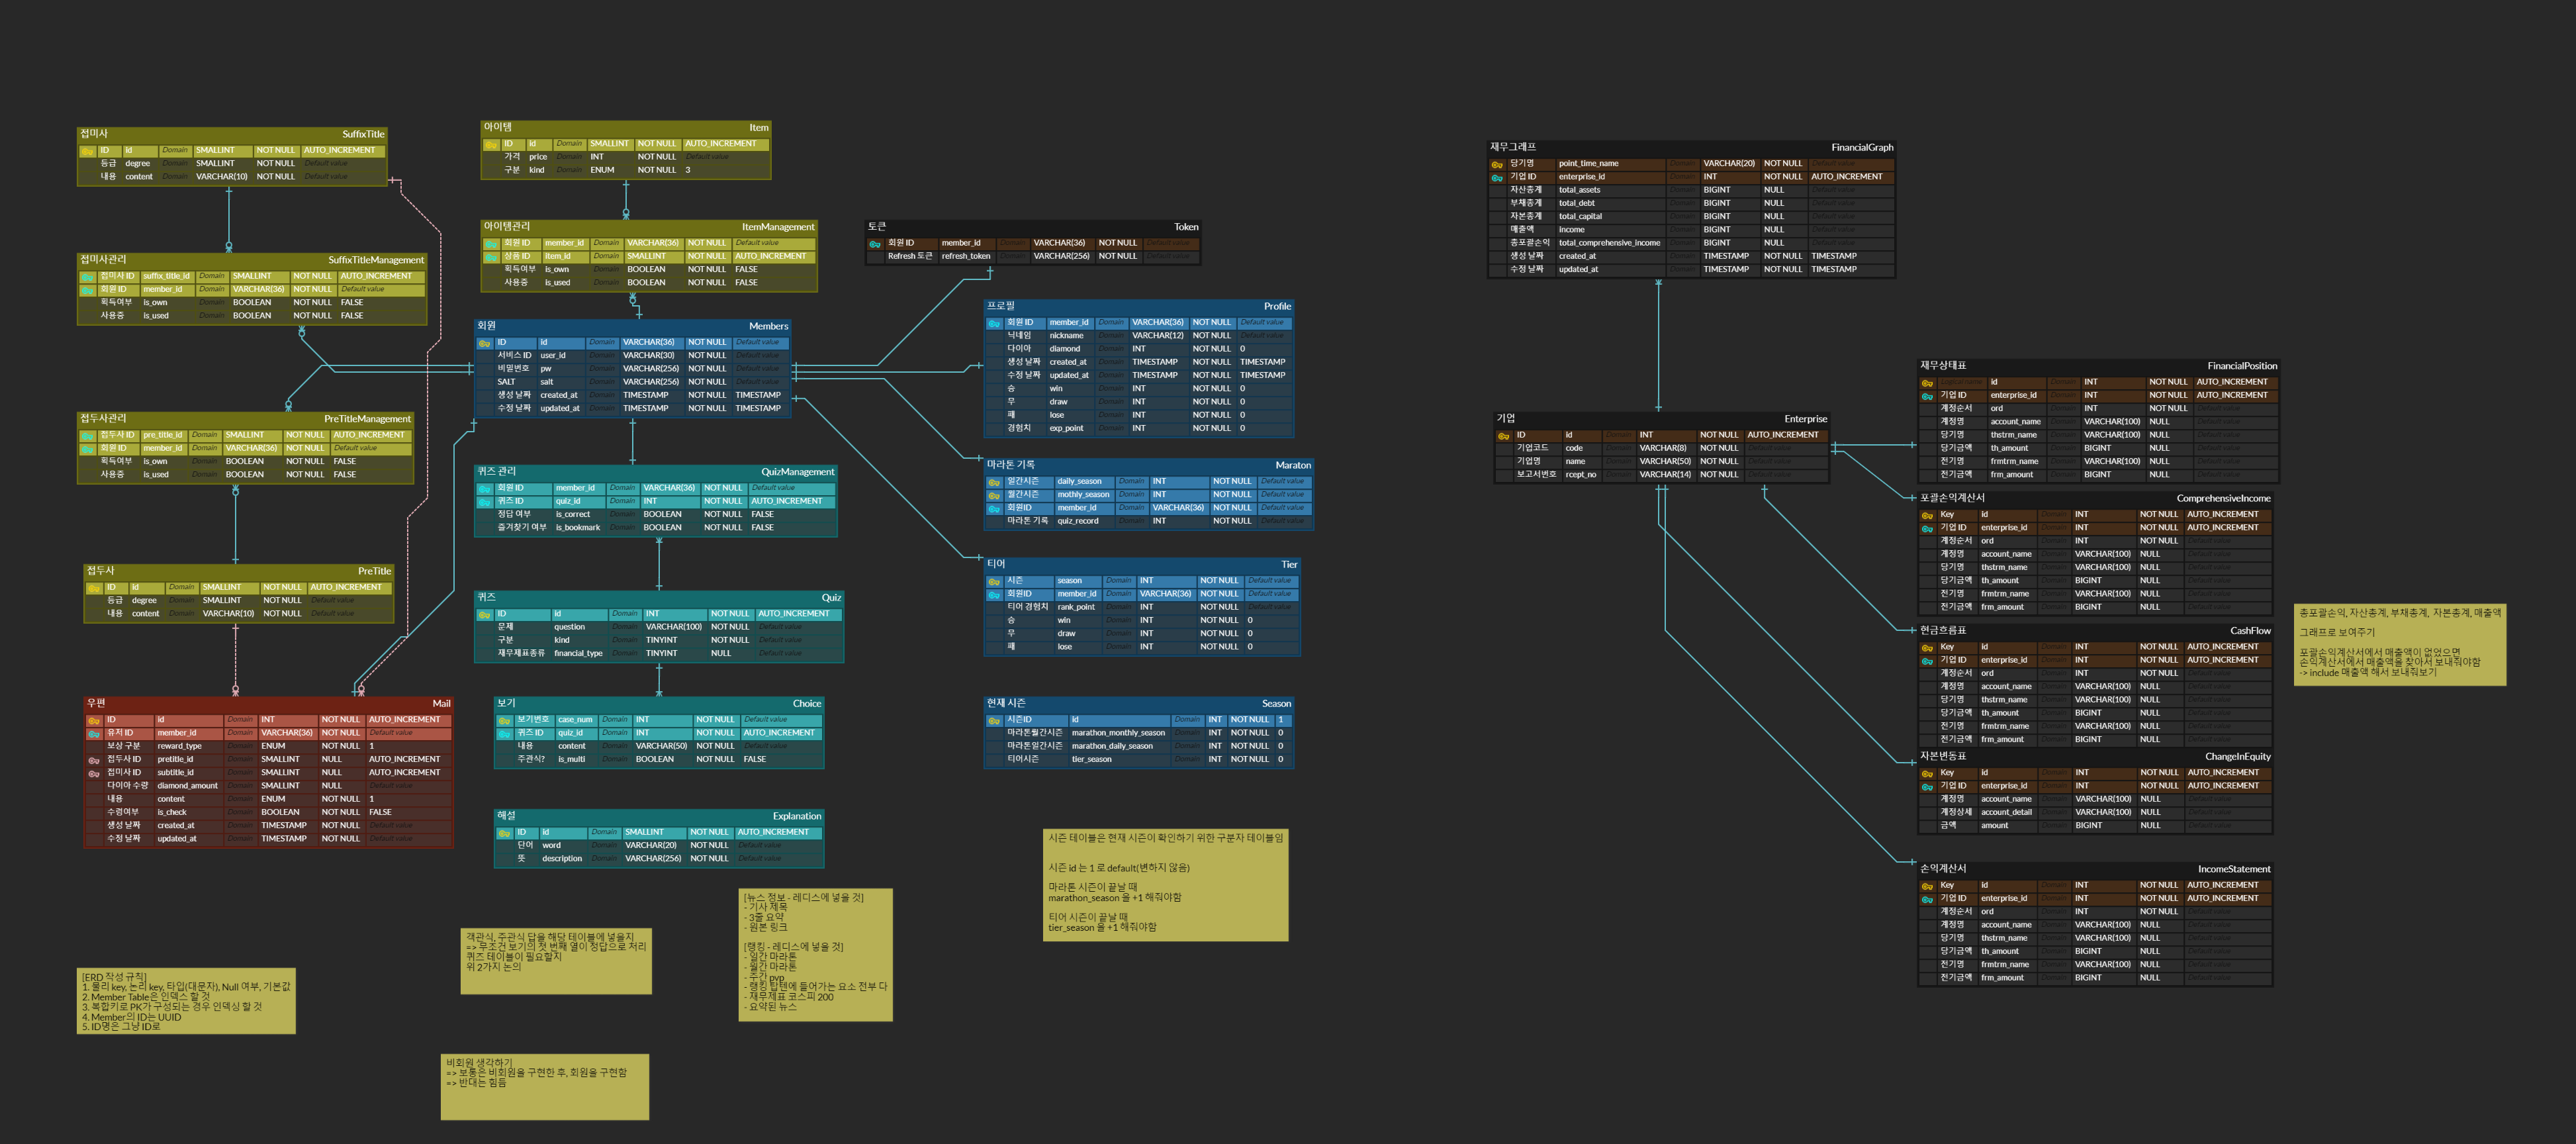 접미사 SuffixTitle
ID id Domain SMALLINT NOT NULL AUTO_INCREMENT
등급 degree Domain SMALLINT NOT NULL Default value
내용 content Domain VARCHAR(10) NOT NULL Default value
접미사관리 SuffixTitleManagement
접미사 ID suffix_title_id Domain SMALLINT NOT NULL AUTO_INCREMENT
회원 ID member_id Domain VARCHAR(36) NOT NULL Default value
획득여부 is_own Domain BOOLEAN NOT NULL FALSE
사용중 is_used Domain BOOLEAN NOT NULL FALSE
접두사관리 PreTitleManagement
접두사 ID pre_title_id Domain SMALLINT NOT NULL AUTO_INCREMENT
회원 ID member_id Domain VARCHAR(36) NOT NULL Default value
획득여부 is_own Domain BOOLEAN NOT NULL FALSE
사용중 is_used Domain BOOLEAN NOT NULL FALSE
접두사 PreTitle
ID id Domain SMALLINT NOT NULL AUTO_INCREMENT
등급 degree Domain SMALLINT NOT NULL Default value
내용 content Domain VARCHAR(10) NOT NULL Default value
우편 Mail
ID id Domain INT NOT NULL AUTO_INCREMENT
유저 ID member_id Domain VARCHAR(36) NOT NULL Default value
보상 구분 reward_type Domain ENUM NOT NULL 1
접두사 ID pretitle_id Domain SMALLINT NULL AUTO_INCREMENT
접미사 ID subtitle_id Domain SMALLINT NULL AUTO_INCREMENT
다이아 수량 diamond_amount Domain SMALLINT NULL Default value
내용 content Domain ENUM NOT NULL 1
수령여부 is_check Domain BOOLEAN NOT NULL FALSE
생성 날짜 created_at Domain TIMESTAMP NOT NULL Default value
수정 날짜 updated_at Domain TIMESTAMP NOT NULL Default value
아이템 Item
ID id Domain SMALLINT NOT NULL AUTO_INCREMENT
가격 price Domain INT NOT NULL Default value
구분 kind Domain ENUM NOT NULL 3
아이템관리 ItemManagement
회원 ID member_id Domain VARCHAR(36) NOT NULL Default value
상품 ID item_id Domain SMALLINT NOT NULL AUTO_INCREMENT
획득여부 is_own Domain BOOLEAN NOT NULL FALSE
사용중 is_used Domain BOOLEAN NOT NULL FALSE
회원 Members
ID id Domain VARCHAR(36) NOT NULL Default value
서비스 ID user_id Domain VARCHAR(30) NOT NULL Default value
비밀번호 pw Domain VARCHAR(256) NOT NULL Default value
SALT salt Domain VARCHAR(256) NOT NULL Default value
생성 날짜 created_at Domain TIMESTAMP NOT NULL TIMESTAMP
수정 날짜 updated_at Domain TIMESTAMP NOT NULL TIMESTAMP
퀴즈 관리 QuizManagement
회원 ID member_id Domain VARCHAR(36) NOT NULL Default value
퀴즈 ID quiz_id Domain INT NOT NULL AUTO_INCREMENT
정답 여부 is_correct Domain BOOLEAN NOT NULL FALSE
즐겨찾기 여부 is_bookmark Domain BOOLEAN NOT NULL FALSE
퀴즈 Quiz
ID id Domain INT NOT NULL AUTO_INCREMENT
문제 question Domain VARCHAR(100) NOT NULL Default value
구분 kind Domain TINYINT NOT NULL Default value
재무제표종류 financial_type Domain TINYINT NULL Default value
보기 Choice
보기번호 case_num Domain INT NOT NULL Default value
퀴즈 ID quiz_id Domain INT NOT NULL AUTO_INCREMENT
내용 content Domain VARCHAR(50) NOT NULL Default value
주관식? is_multi Domain BOOLEAN NOT NULL FALSE
해설 Explanation
ID id Domain SMALLINT NOT NULL AUTO_INCREMENT
단어 word Domain VARCHAR(20) NOT NULL Default value
뜻 description Domain VARCHAR(256) NOT NULL Default value
토큰 Token
회원 ID member_id Domain VARCHAR(36) NOT NULL Default value
Refresh 토큰 refresh_token Domain VARCHAR(256) NOT NULL Default value
프로필 Profile
회원 ID member_id Domain VARCHAR(36) NOT NULL Default value
닉네임 nickname Domain VARCHAR(12) NOT NULL Default value
다이아 diamond Domain INT NOT NULL 0
생성 날짜 created_at Domain TIMESTAMP NOT NULL TIMESTAMP
수정 날짜 updated_at Domain TIMESTAMP NOT NULL TIMESTAMP
승 win Domain INT NOT NULL 0
무 draw Domain INT NOT NULL 0
패 lose Domain INT NOT NULL 0
경험치 exp_point Domain INT NOT NULL 0
마라톤 기록 Maraton
일간시즌 daily_season Domain INT NOT NULL Default value
월간시즌 mothly_season Domain INT NOT NULL Default value
회원ID member_id Domain VARCHAR(36) NOT NULL Default value
마라톤 기록 quiz_record Domain INT NOT NULL Default value
티어 Tier
시즌 season Domain INT NOT NULL Default value
회원ID member_id Domain VARCHAR(36) NOT NULL Default value
티어 경험치 rank_point Domain INT NOT NULL Default value
승 win Domain INT NOT NULL 0
무 draw Domain INT NOT NULL 0
패 lose Domain INT NOT NULL 0
현재 시즌 Season
시즌ID id Domain INT NOT NULL 1
마라톤월간시즌 marathon_monthly_season Domain INT NOT NULL 0
마라톤일간시즌 marathon_daily_season Domain INT NOT NULL 0
티어시즌 tier_season Domain INT NOT NULL 0
시즌 테이블은 현재 시즌이 확인하기 위한 구분자 테이블임
시즌 id 는 1 로 default(변하지 않음)
마라톤 시즌이 끝날 때
marathon_season 을 +1 해줘야함
티어 시즌이 끝날 때
tier_season 을 +1 해줘야함
[뉴스 정보 - 레디스에 넣을 것]
- 기사 제목
- 3줄 요약
- 원본 링크
[랭킹 - 레디스에 넣을 것]
- 일간 마라톤
- 월간 마라톤
- 주간 pvp
- 랭킹 탑텐에 들어가는 요소 전부 다
- 재무제표 코스피 200
- 요약된 뉴스
객관식, 주관식 답을 해당 테이블에 넣을지
=> 무조건 보기의 첫 번째 열이 정답으로 처리
퀴즈 테이블이 필요할지
위 2가지 논의
[ERD 작성 규칙]
1. 물리 key, 논리 key, 타입(대문자), Null 여부, 기본값
2. Member Table은 인덱스 할 것
3. 복합키로 PK가 구성되는 경우 인덱싱 할 것
4. Member의 ID는 UUID
5. ID명은 그냥 ID로
비회원 생각하기
=> 보통은 비회원을 구현한 후, 회원을 구현함
=> 반대는 힘듬
재무그래프 FinancialGraph
당기명 point_time_name Domain VARCHAR(20) NOT NULL Default value
기업 ID enterprise_id Domain INT NOT NULL AUTO_INCREMENT
자산총계 total_assets Domain BIGINT NULL Default value
부채총계 total_debt Domain BIGINT NULL Default value
자본총계 total_capital Domain BIGINT NULL Default value
매출액 income Domain BIGINT NULL Default value
총포괄손익 total_comprehensive_income Domain BIGINT NULL Default value
생성 날짜 created_at Domain TIMESTAMP NOT NULL TIMESTAMP
수정 날짜 updated_at Domain TIMESTAMP NOT NULL TIMESTAMP
기업 Enterprise
ID id Domain INT NOT NULL AUTO_INCREMENT
기업코드 code Domain VARCHAR(8) NOT NULL Default value
기업명 name Domain VARCHAR(50) NOT NULL Default value
보고서번호 rcept_no Domain VARCHAR(14) NOT NULL Default value
재무상태표 FinancialPosition
Logical name id Domain INT NOT NULL AUTO_INCREMENT
기업 ID enterprise_id Domain INT NOT NULL AUTO_INCREMENT
계정순서 ord Domain INT NOT NULL Default value
계정명 account_name Domain VARCHAR(100) NULL Default value
당기명 thstrm_name Domain VARCHAR(100) NULL Default value
당기금액 th_amount Domain BIGINT NULL Default value
전기명 frmtrm_name Domain VARCHAR(100) NULL Default value
전기금액 frm_amount Domain BIGINT NULL Default value
포괄손익계산서 ComprehensiveIncome
Key id Domain INT NOT NULL AUTO_INCREMENT
기업 ID enterprise_id Domain INT NOT NULL AUTO_INCREMENT
계정순서 ord Domain INT NOT NULL Default value
계정명 account_name Domain VARCHAR(100) NULL Default value
당기명 thstrm_name Domain VARCHAR(100) NULL Default value
당기금액 th_amount Domain BIGINT NULL Default value
전기명 frmtrm_name Domain VARCHAR(100) NULL Default value
전기금액 frm_amount Domain BIGINT NULL Default value
현금흐름표 CashFlow
Key id Domain INT NOT NULL AUTO_INCREMENT
기업 ID enterprise_id Domain INT NOT NULL AUTO_INCREMENT
계정순서 ord Domain INT NOT NULL Default value
계정명 account_name Domain VARCHAR(100) NULL Default value
당기명 thstrm_name Domain VARCHAR(100) NULL Default value
당기금액 th_amount Domain BIGINT NULL Default value
전기명 frmtrm_name Domain VARCHAR(100) NULL Default value
전기금액 frm_amount Domain BIGINT NULL Default value
자본변동표 ChangeInEquity
Key id Domain INT NOT NULL AUTO_INCREMENT
기업 ID enterprise_id Domain INT NOT NULL AUTO_INCREMENT
계정명 account_name Domain VARCHAR(100) NULL Default value
계정상세 account_detail Domain VARCHAR(100) NULL Default value
금액 amount Domain BIGINT NULL Default value
손익계산서 IncomeStatement
Key id Domain INT NOT NULL AUTO_INCREMENT
기업 ID enterprise_id Domain INT NOT NULL AUTO_INCREMENT
계정순서 ord Domain INT NOT NULL Default value
계정명 account_name Domain VARCHAR(100) NULL Default value
당기명 thstrm_name Domain VARCHAR(100) NULL Default value
당기금액 th_amount Domain BIGINT NULL Default value
전기명 frmtrm_name Domain VARCHAR(100) NULL Default value
전기금액 frm_amount Domain BIGINT NULL Default value
총포괄손익, 자산총계, 부채총계, 자본총계, 매출액
그래프로 보여주기
포괄손익계산서에서 매출액이 없었으면
손익계산서에서 매출액을 찾아서 보내줘야함
-> include 매출액 해서 보내줘보기